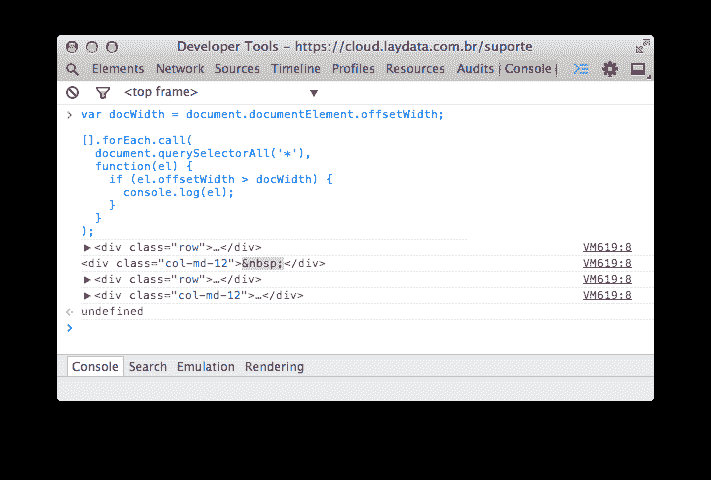 Developer Tools - https://cloud.laydata.com.br/suporte
Elements Network Sources Timeline Profiles Resources Audits Console
<top frame> ▼
> var docWidth = document.documentElement.offsetWidth;
[].forEach.call(
document.querySelectorAll('*'),
function(el) {
if (el.offsetWidth > docWidth) {
console.log(el);
}
}
);
▶<div class="row">…</div> VM619:8
<div class="col-md-12">&nbsp;</div> VM619:8
▶<div class="row">…</div> VM619:8
▶<div class="col-md-12">…</div> VM619:8
undefined
>
Console Search Emulation Rendering